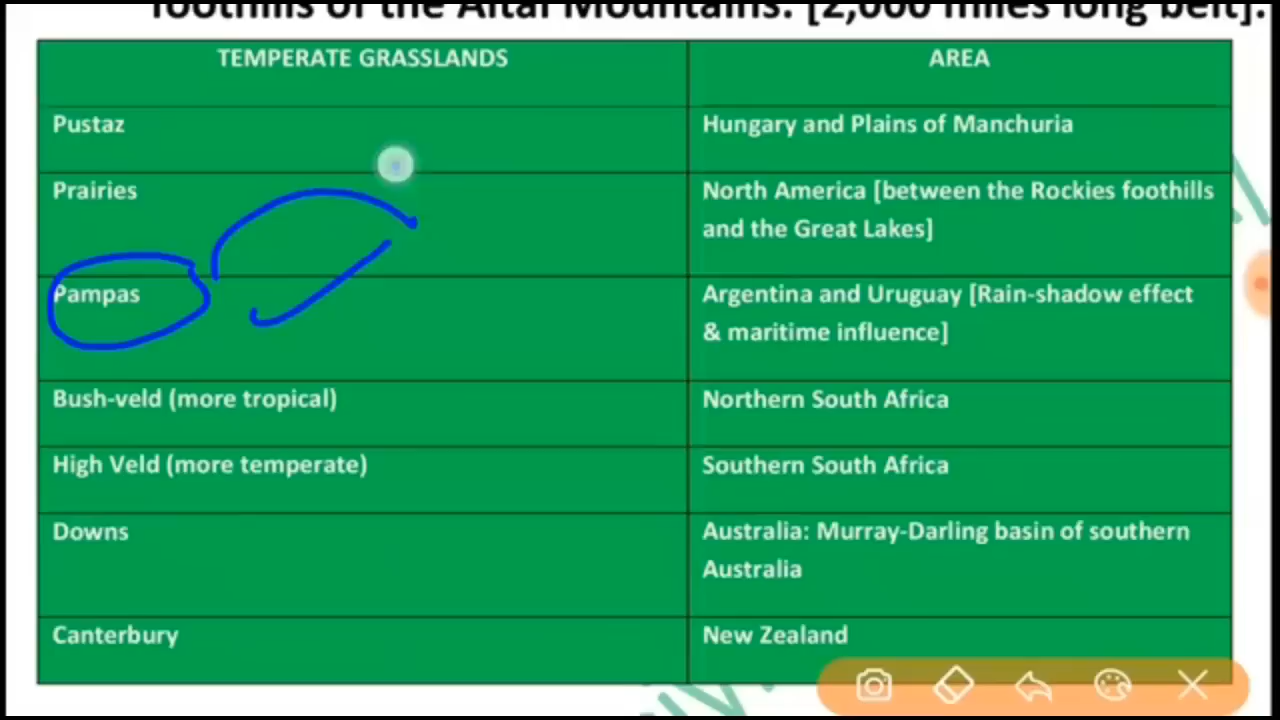 foothills of the Altai Mountains. [2,000 miles long belt].
TEMPERATE GRASSLANDS
AREA
Pustaz
Hungary and Plains of Manchuria
Prairies
North America [between the Rockies foothills
and the Great Lakes]
Pampas
Argentina and Uruguay [Rain-shadow effect
& maritime influence]
Bush-veld (more tropical)
Northern South Africa
High Veld (more temperate)
Southern South Africa
Downs
Australia: Murray-Darling basin of southern
Australia
Canterbury
New Zealand